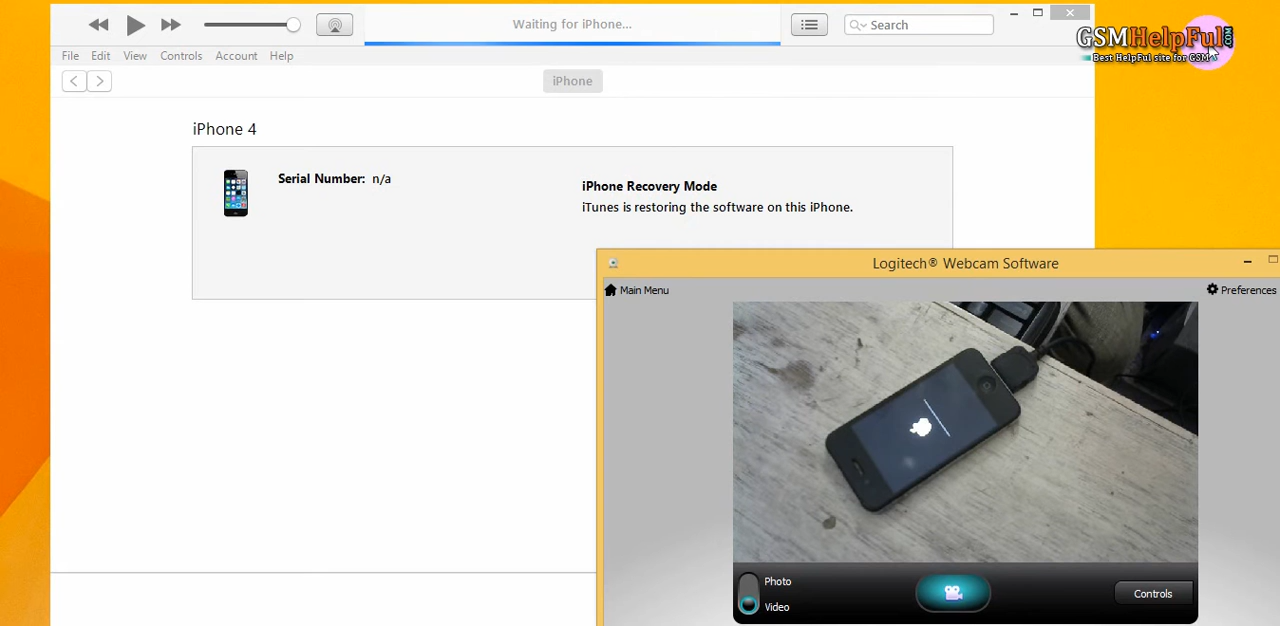 Waiting for iPhone...
Search
GSMHelpFul.COM
Best HelpFul site for GSM
File Edit View Controls Account Help
< > iPhone
iPhone 4
Serial Number: n/a
iPhone Recovery Mode
iTunes is restoring the software on this iPhone.
Logitech® Webcam Software
Main Menu
Preferences
Photo
Video
Controls